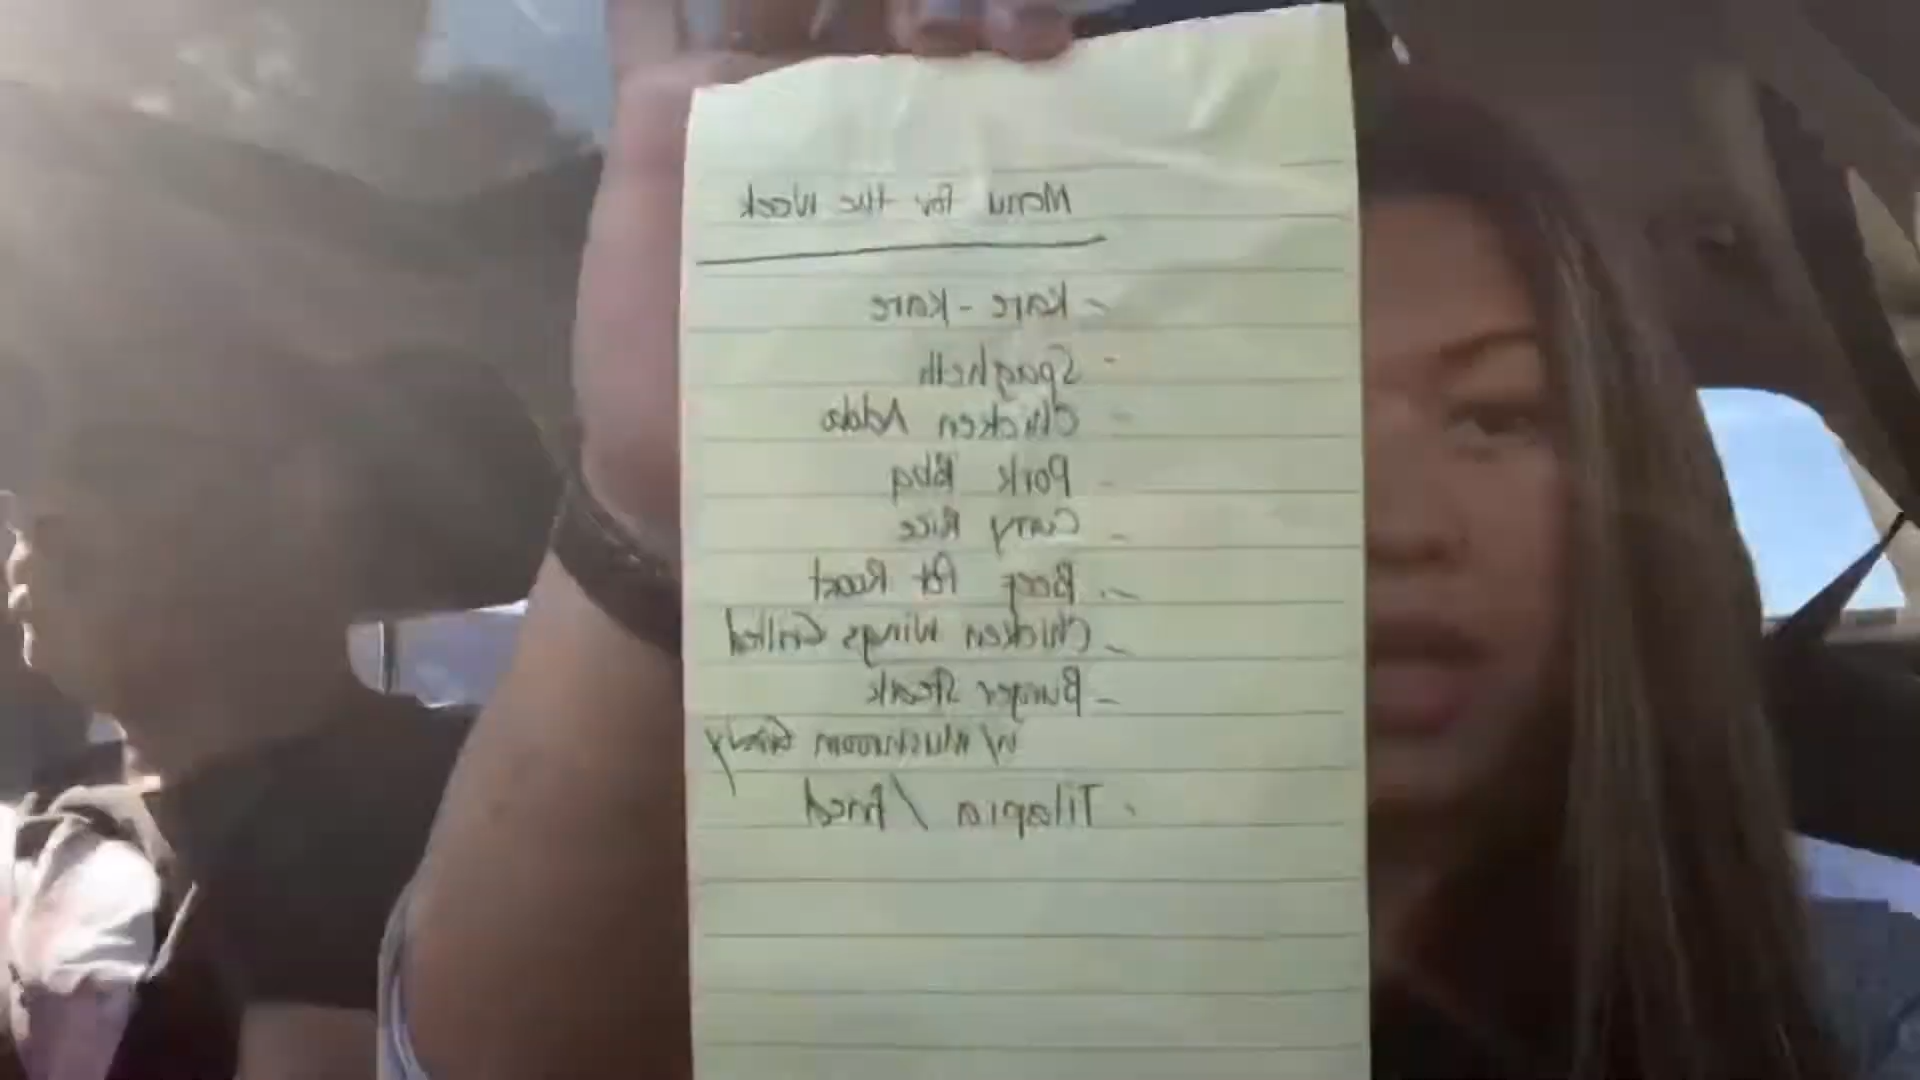 Menu for the Week
- Kare-Kare
- Spaghetti
- Chicken Adobo
- Pork Bbq
- Curry Rice
- Beef Pot Roast
- Chicken Wings Grilled
- Burger Steak
w/ Mushroom Gravy
- Tilapia / fried